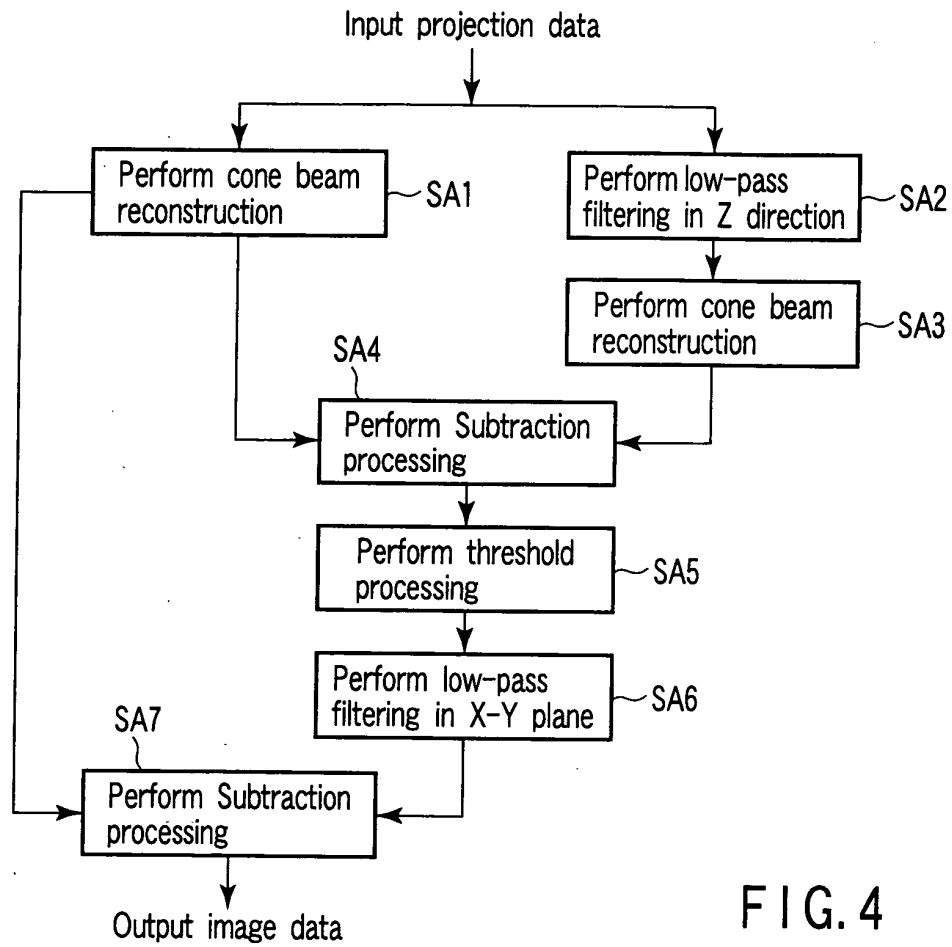 Input projection data
Perform cone beam
reconstruction
SA1
Perform low-pass
filtering in Z direction
SA2
Perform cone beam
reconstruction
SA3
SA4
Perform Subtraction
processing
Perform threshold
processing
SA5
Perform low-pass
filtering in X-Y plane
SA6
SA7
Perform Subtraction
processing
Output image data
FIG. 4